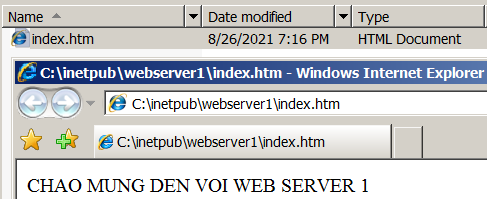 Name Date modified Type
index.htm 8/26/2021 7:16 PM HTML Document
C:\inetpub\webserver1\index.htm - Windows Internet Explorer
C:\inetpub\webserver1\index.htm
C:\inetpub\webserver1\index.htm
CHAO MUNG DEN VOI WEB SERVER 1